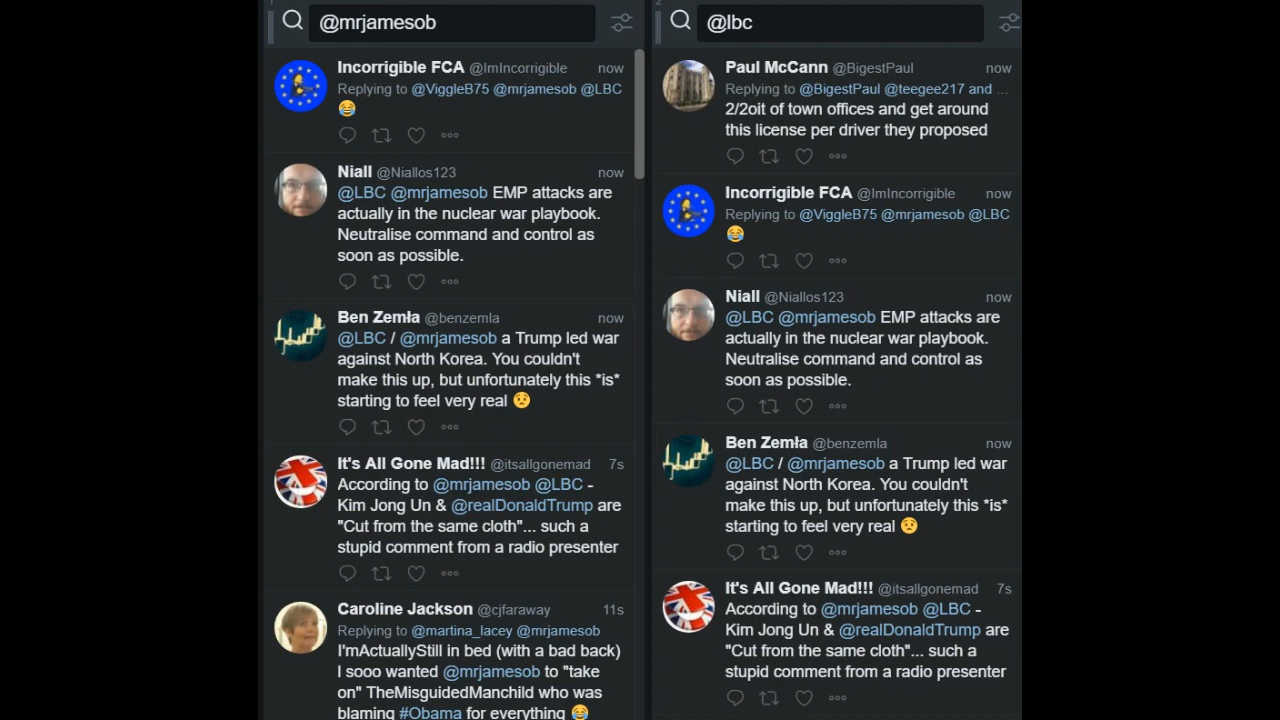 1
@mrjamesob
Incorrigible FCA @ImIncorrigible now
Replying to @ViggleB75 @mrjamesob @LBC
😂
Niall @Niallos123 now
@LBC @mrjamesob EMP attacks are
actually in the nuclear war playbook.
Neutralise command and control as
soon as possible.
Ben Zemła @benzemla now
@LBC / @mrjamesob a Trump led war
against North Korea. You couldn't
make this up, but unfortunately this *is*
starting to feel very real 😟
It's All Gone Mad!!! @itsallgonemad 7s
According to @mrjamesob @LBC -
Kim Jong Un & @realDonaldTrump are
"Cut from the same cloth"... such a
stupid comment from a radio presenter
Caroline Jackson @cjfaraway 11s
Replying to @martina_lacey @mrjamesob
I'mActuallyStill in bed (with a bad back)
I sooo wanted @mrjamesob to "take
on" TheMisguidedManchild who was
blaming #Obama for everything 😂
2
@lbc
Paul McCann @BigestPaul now
Replying to @BigestPaul @teegee217 and ...
2/2oit of town offices and get around
this license per driver they proposed
Incorrigible FCA @ImIncorrigible now
Replying to @ViggleB75 @mrjamesob @LBC
😂
Niall @Niallos123 now
@LBC @mrjamesob EMP attacks are
actually in the nuclear war playbook.
Neutralise command and control as
soon as possible.
Ben Zemła @benzemla now
@LBC / @mrjamesob a Trump led war
against North Korea. You couldn't
make this up, but unfortunately this *is*
starting to feel very real 😟
It's All Gone Mad!!! @itsallgonemad 7s
According to @mrjamesob @LBC -
Kim Jong Un & @realDonaldTrump are
"Cut from the same cloth"... such a
stupid comment from a radio presenter